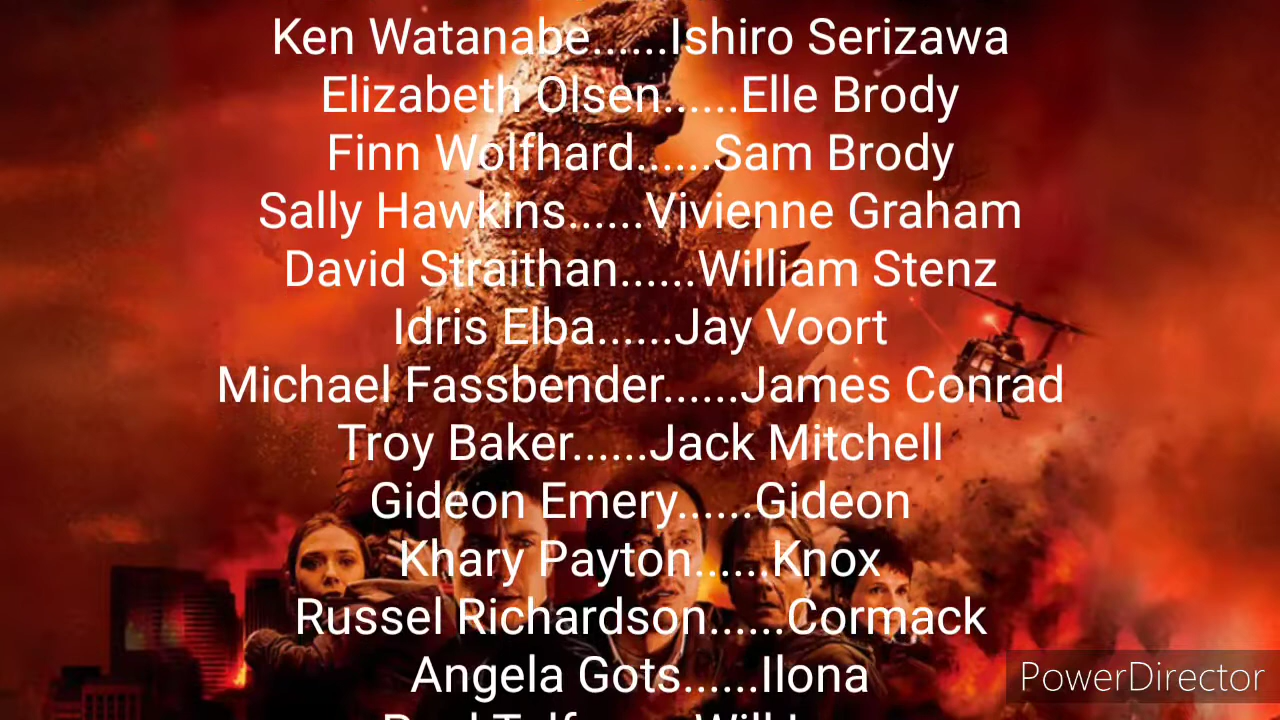 Ken Watanabe......Ishiro Serizawa
Elizabeth Olsen......Elle Brody
Finn Wolfhard......Sam Brody
Sally Hawkins......Vivienne Graham
David Straithan......William Stenz
Idris Elba......Jay Voort
Michael Fassbender......James Conrad
Troy Baker......Jack Mitchell
Gideon Emery......Gideon
Khary Payton......Knox
Russel Richardson......Cormack
Angela Gots......Ilona
PowerDirector